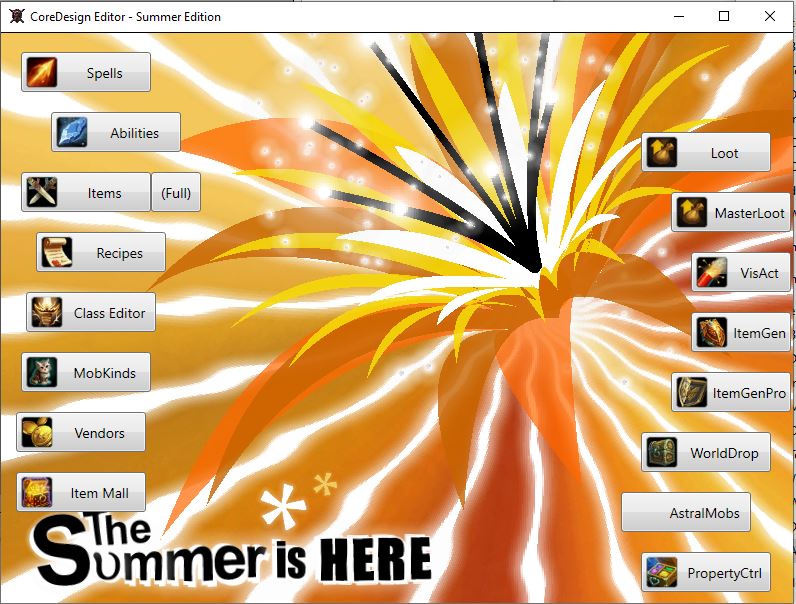 CoreDesign Editor - Summer Edition
Spells
Abilities
Items
(Full)
Recipes
Class Editor
MobKinds
Vendors
Item Mall
Loot
MasterLoot
VisAct
ItemGen
ItemGenPro
WorldDrop
AstralMobs
PropertyCtrl
The
Summer is HERE